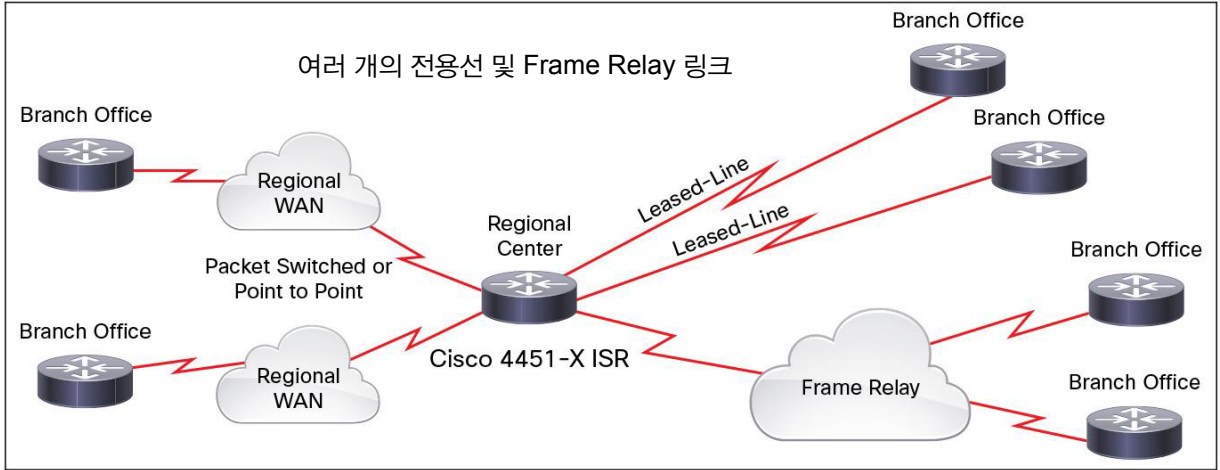 여러 개의 전용선 및 Frame Relay 링크
Branch Office
Branch Office
Branch Office
Regional
WAN
Leased-Line
Leased-Line
Regional
Center
Packet Switched or
Point to Point
Branch Office
Branch Office
Regional
WAN
Cisco 4451-X ISR
Frame Relay
Branch Office